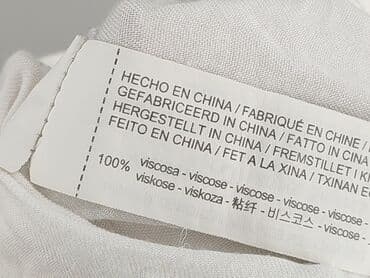 HECHO EN CHINA / FABRIQUÉ EN CHINE /
GEFABRICEERD IN CHINA / FATTO IN CINA
HERGESTELLT IN CHINA / FREMSTILLET I
FEITO EN CHINA / FET A LA XINA / TXINAN
100% viscosa - viscose - viscose - viscose - viscose
viskose - viskoza - 粘纤 - 비스코스 - viscose